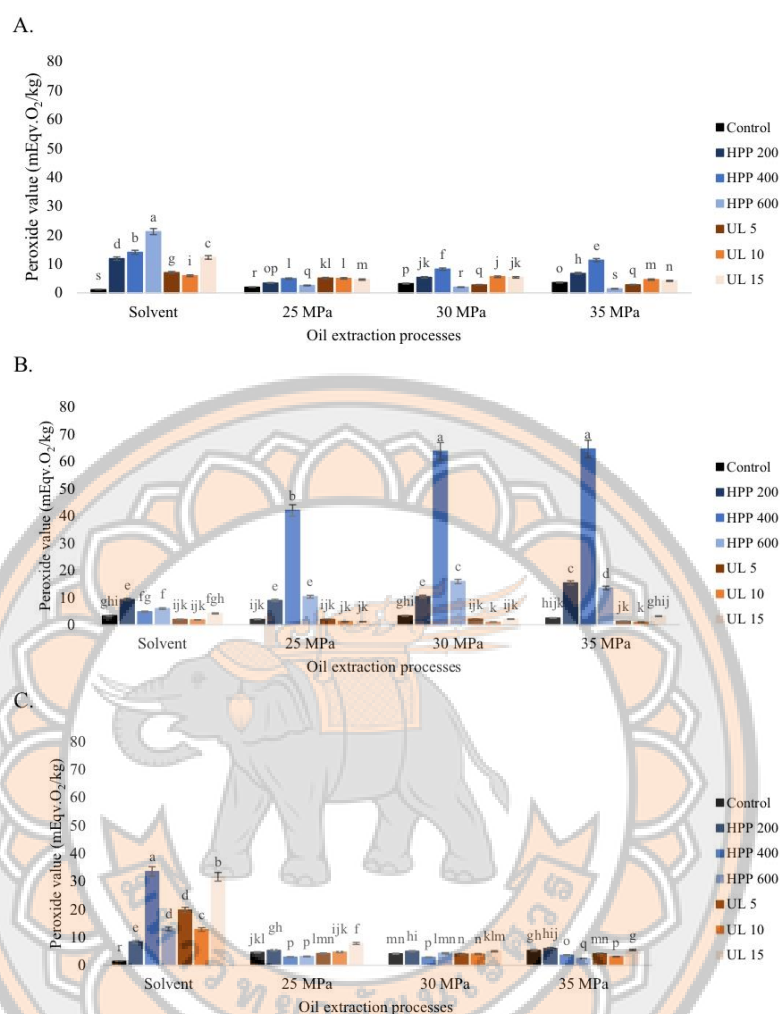 A.
Peroxide value (mEqv.O2/kg)
80
70
60
50
40
30
20
10
0
s d b a g i c
r op l q kl l m
p jk f r q j jk
o h e s q m n
Solvent 25 MPa 30 MPa 35 MPa
Oil extraction processes
Control
HPP 200
HPP 400
HPP 600
UL 5
UL 10
UL 15
B.
Peroxide value (mEqv.O2/kg)
80
70
60
50
40
30
20
10
0
ghi e fg f ijk ijk fgh
ijk e b e ijk jk jk
ghi e a c ijk k ijk
hijk c a d jk k ghij
Solvent 25 MPa 30 MPa 35 MPa
Oil extraction processes
Control
HPP 200
HPP 400
HPP 600
UL 5
UL 10
UL 15
C.
Peroxide value (mEqv.O2/kg)
80
70
60
50
40
30
20
10
0
r e a d d c b
jkl gh p p lmn ijk f
mn hi p lmn n n klm
gh hij o q mn p g
Solvent 25 MPa 30 MPa 35 MPa
Oil extraction processes
Control
HPP 200
HPP 400
HPP 600
UL 5
UL 10
UL 15